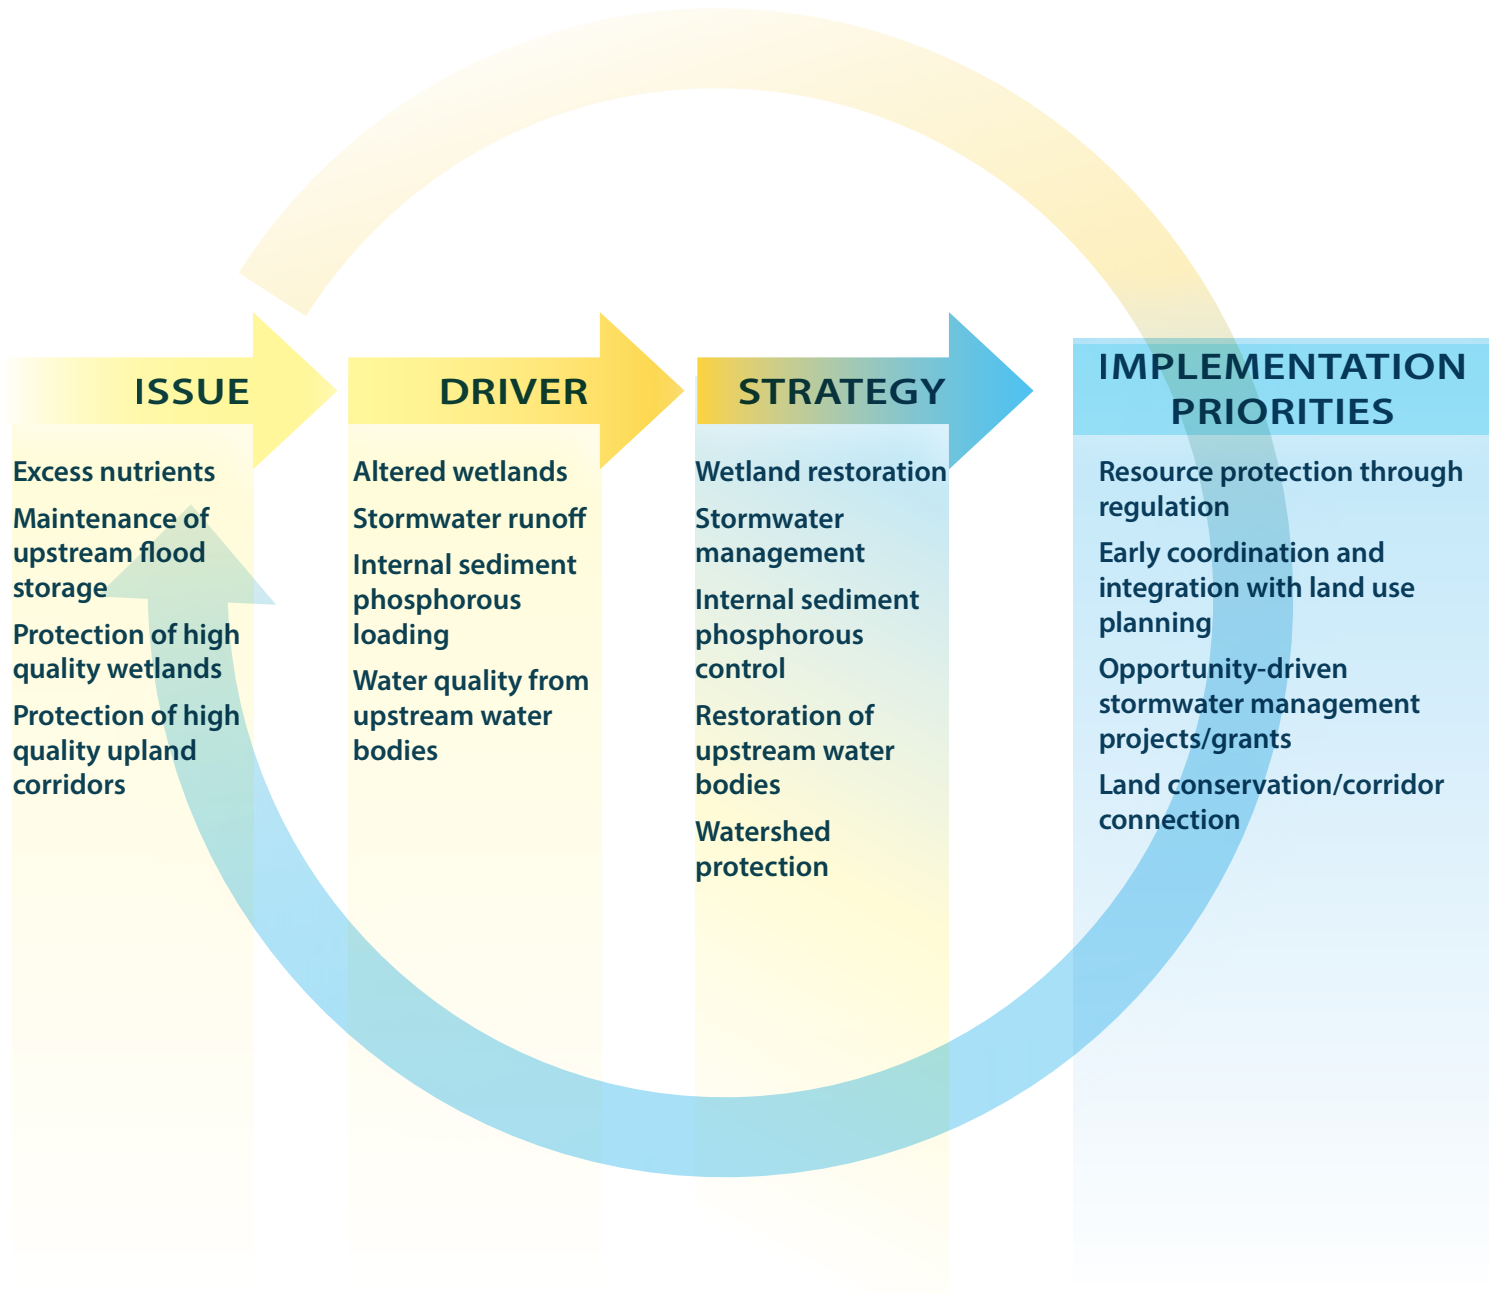 ISSUE
Excess nutrients
Maintenance of
upstream flood
storage
Protection of high
quality wetlands
Protection of high
quality upland
corridors
DRIVER
Altered wetlands
Stormwater runoff
Internal sediment
phosphorous
loading
Water quality from
upstream water
bodies
STRATEGY
Wetland restoration
Stormwater
management
Internal sediment
phosphorous
control
Restoration of
upstream water
bodies
Watershed
protection
IMPLEMENTATION
PRIORITIES
Resource protection through
regulation
Early coordination and
integration with land use
planning
Opportunity-driven
stormwater management
projects/grants
Land conservation/corridor
connection